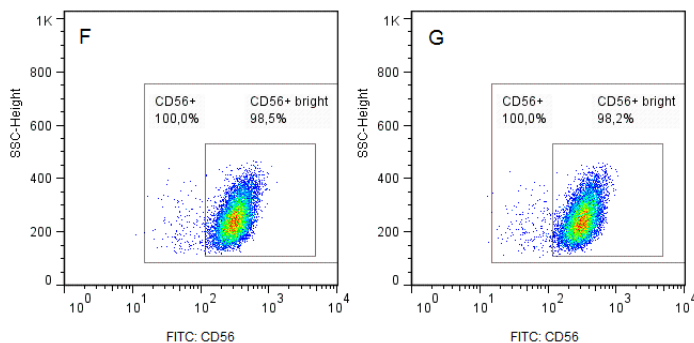 F
1K
800
600
400
200
0
SSC-Height
CD56+ CD56+ bright
100,0% 98,5%
10^0 10^1 10^2 10^3 10^4
FITC: CD56
G
1K
800
600
400
200
0
SSC-Height
CD56+ CD56+ bright
100,0% 98,2%
10^0 10^1 10^2 10^3 10^4
FITC: CD56